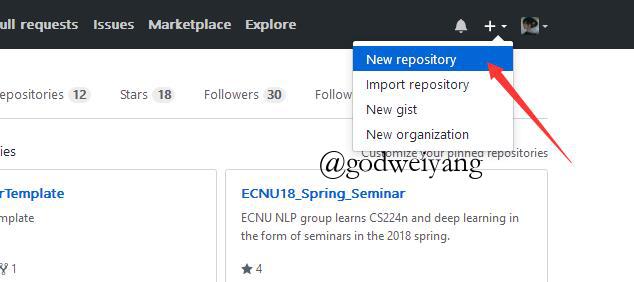 ull requests Issues Marketplace Explore
New repository
Import repository
New gist
New organization
epositories 12 Stars 18 Followers 30 Follow
@godweiyang
Customize your pinned repositories
ies
rTemplate
mplate
1
ECNU18_Spring_Seminar
ECNU NLP group learns CS224n and deep learning in
the form of seminars in the 2018 spring.
4